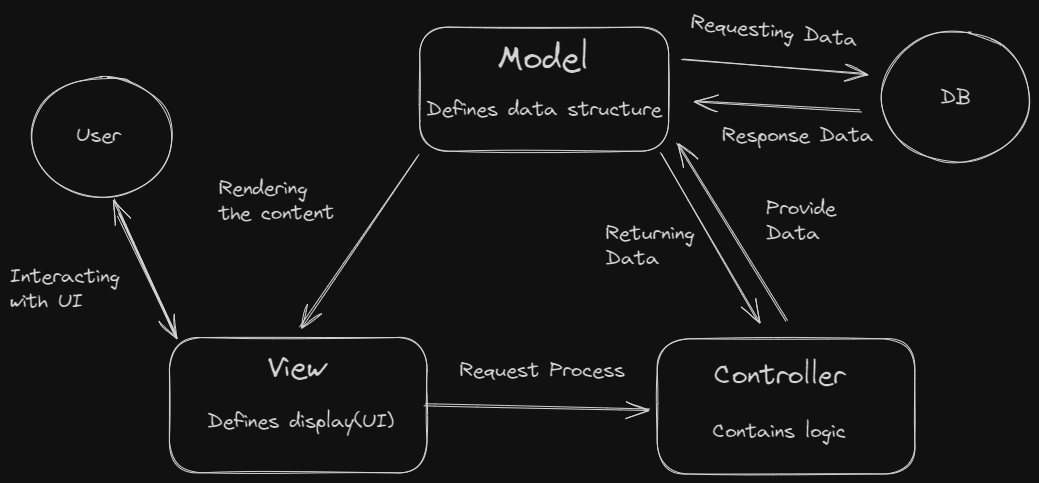 Model
Defines data structure
Requesting Data
DB
Response Data
User
Rendering
the content
Returning
Data
Provide
Data
Interacting
with UI
View
Defines display(UI)
Request Process
Controller
Contains logic